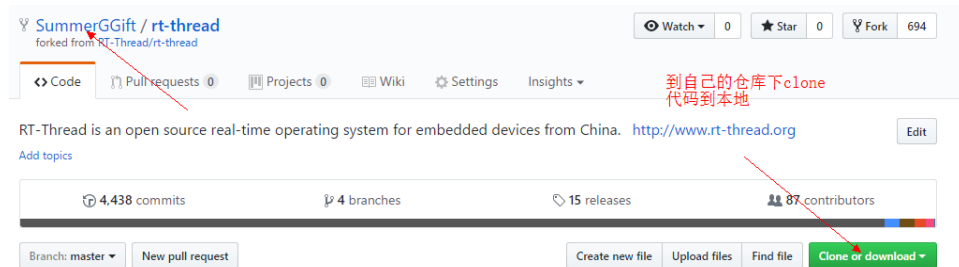 SummerGGift / rt-thread
forked from RT-Thread/rt-thread
Watch 0 Star 0 Fork 694
Code Pull requests 0 Projects 0 Wiki Settings Insights
到自己的仓库下clone
代码到本地
RT-Thread is an open source real-time operating system for embedded devices from China. http://www.rt-thread.org Edit
Add topics
4,438 commits 4 branches 15 releases 87 contributors
Branch: master New pull request Create new file Upload files Find file Clone or download